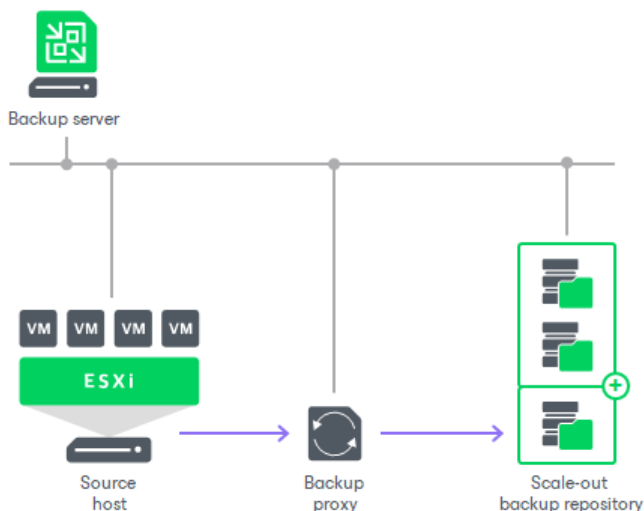 Backup server
VM VM VM VM
ESXi
Source
host
Backup
proxy
Scale-out
backup repository